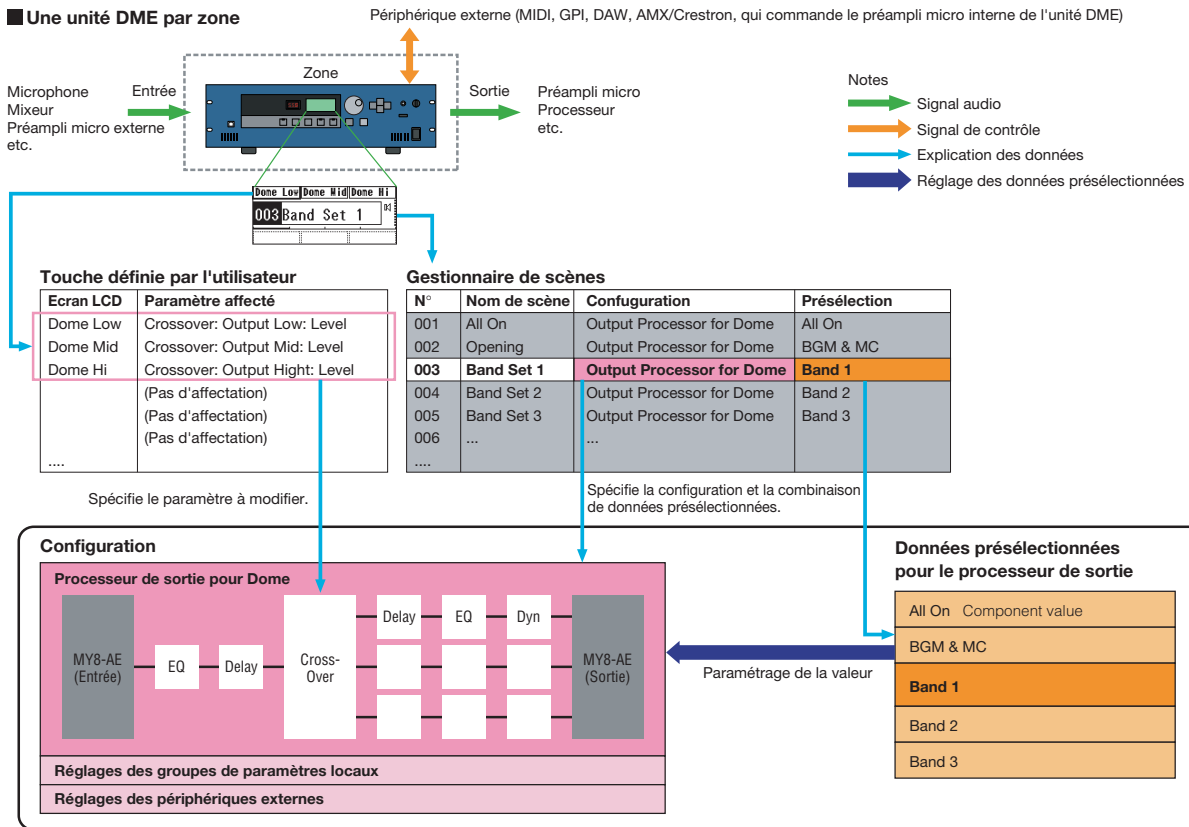 Une unité DME par zone
Périphérique externe (MIDI, GPI, DAW, AMX/Crestron, qui commande le préampli micro interne de l'unité DME)
Zone
Microphone
Mixeur
Préampli micro externe
etc.
Entrée
Sortie
Préampli micro
Processeur
etc.
Notes
Signal audio
Signal de contrôle
Explication des données
Réglage des données présélectionnées
Dome Low Dome Mid Dome Hi
003 Band Set 1
Touche définie par l'utilisateur
Ecran LCD Paramètre affecté
Dome Low Crossover: Output Low: Level
Dome Mid Crossover: Output Mid: Level
Dome Hi Crossover: Output Hight: Level
(Pas d'affectation)
(Pas d'affectation)
(Pas d'affectation)
....
Gestionnaire de scènes
N° Nom de scène Confuguration Présélection
001 All On Output Processor for Dome All On
002 Opening Output Processor for Dome BGM & MC
003 Band Set 1 Output Processor for Dome Band 1
004 Band Set 2 Output Processor for Dome Band 2
005 Band Set 3 Output Processor for Dome Band 3
006 ... ...
....
Spécifie le paramètre à modifier.
Spécifie la configuration et la combinaison
de données présélectionnées.
Configuration
Processeur de sortie pour Dome
MY8-AE
(Entrée)
EQ
Delay
Cross-
Over
Delay
EQ
Dyn
MY8-AE
(Sortie)
Réglages des groupes de paramètres locaux
Réglages des périphériques externes
Paramétrage de la valeur
Données présélectionnées
pour le processeur de sortie
All On Component value
BGM & MC
Band 1
Band 2
Band 3